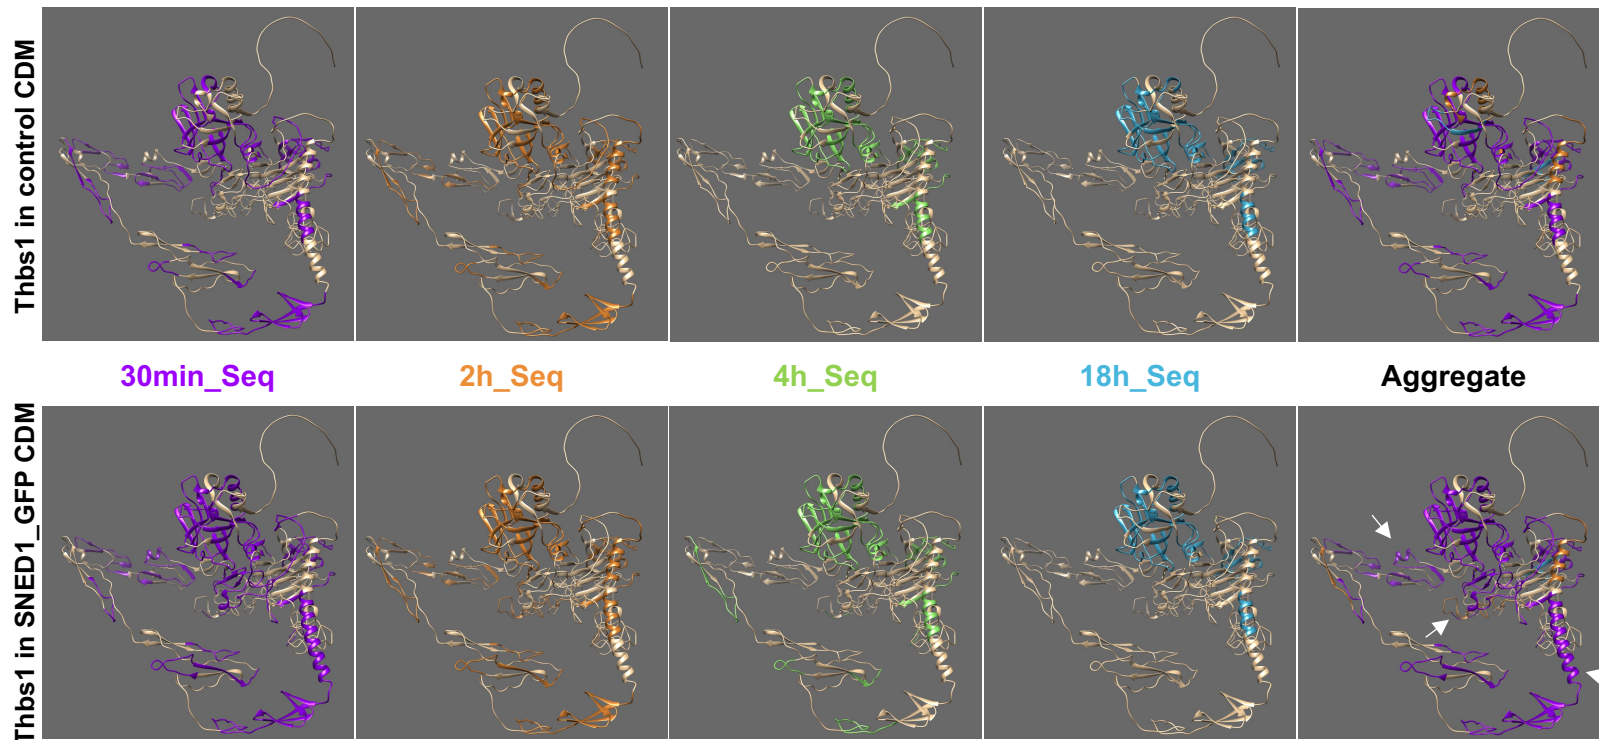 Thbs1 in control CDM
30min_Seq
2h_Seq
4h_Seq
18h_Seq
Aggregate
Thbs1 in SNED1_GFP CDM